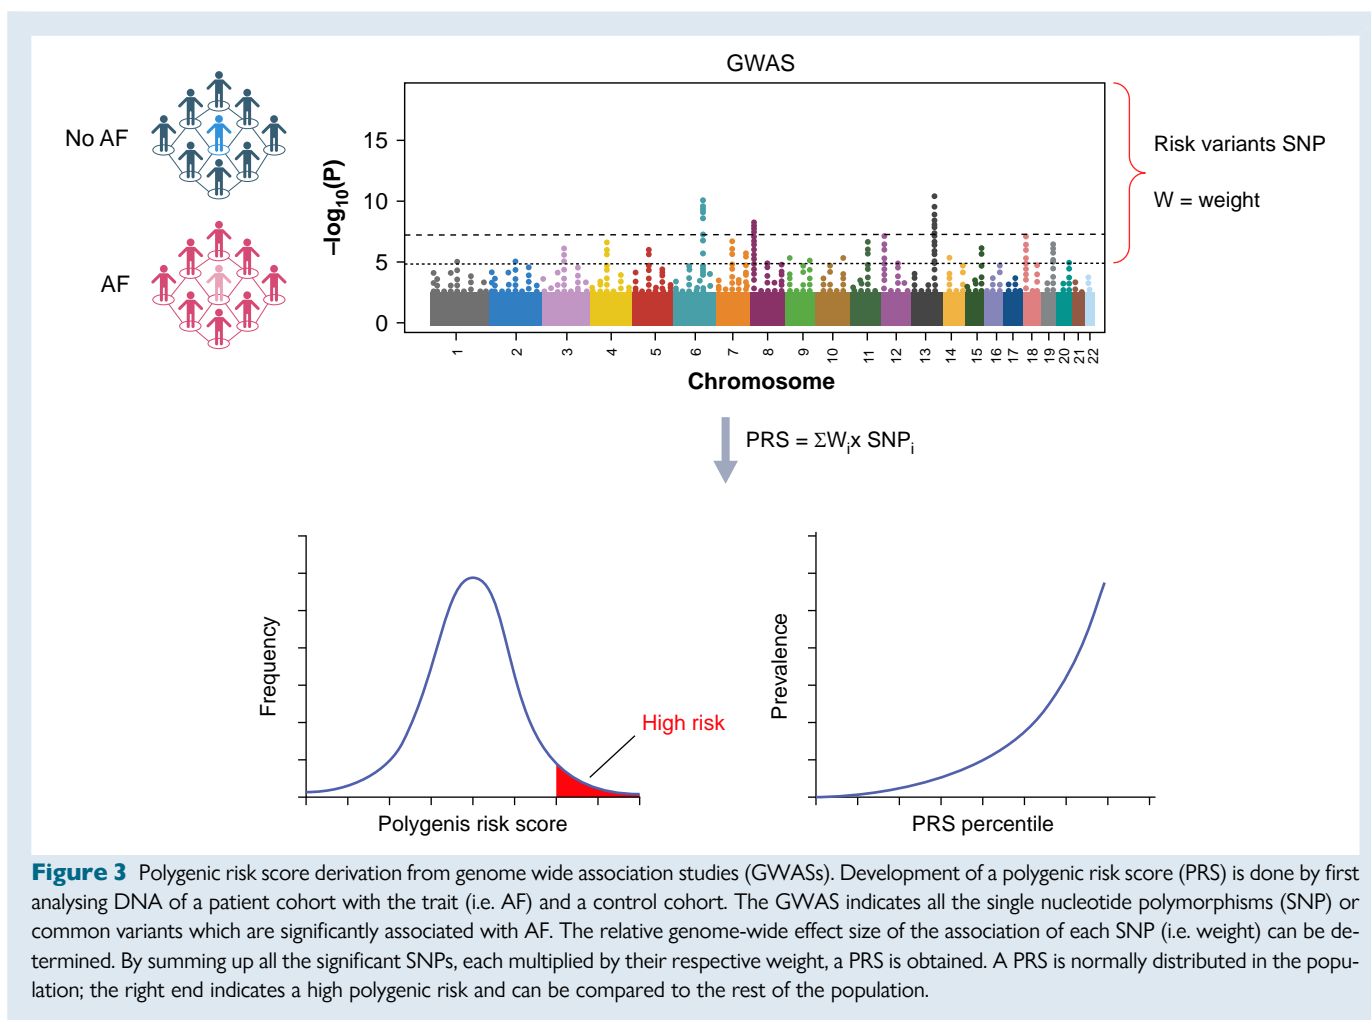 GWAS
No AF
AF
–log10(P)
15
10
5
0
1 2 3 4 5 6 7 8 9 10 11 12 13 14 15 16 17 18 19 20 21 22
Chromosome
Risk variants SNP
W = weight
PRS = ΣWix SNPi
Frequency
High risk
Polygenis risk score
Prevalence
PRS percentile
Figure 3 Polygenic risk score derivation from genome wide association studies (GWASs). Development of a polygenic risk score (PRS) is done by first
analysing DNA of a patient cohort with the trait (i.e. AF) and a control cohort. The GWAS indicates all the single nucleotide polymorphisms (SNP) or
common variants which are significantly associated with AF. The relative genome-wide effect size of the association of each SNP (i.e. weight) can be de-
termined. By summing up all the significant SNPs, each multiplied by their respective weight, a PRS is obtained. A PRS is normally distributed in the popu-
lation; the right end indicates a high polygenic risk and can be compared to the rest of the population.